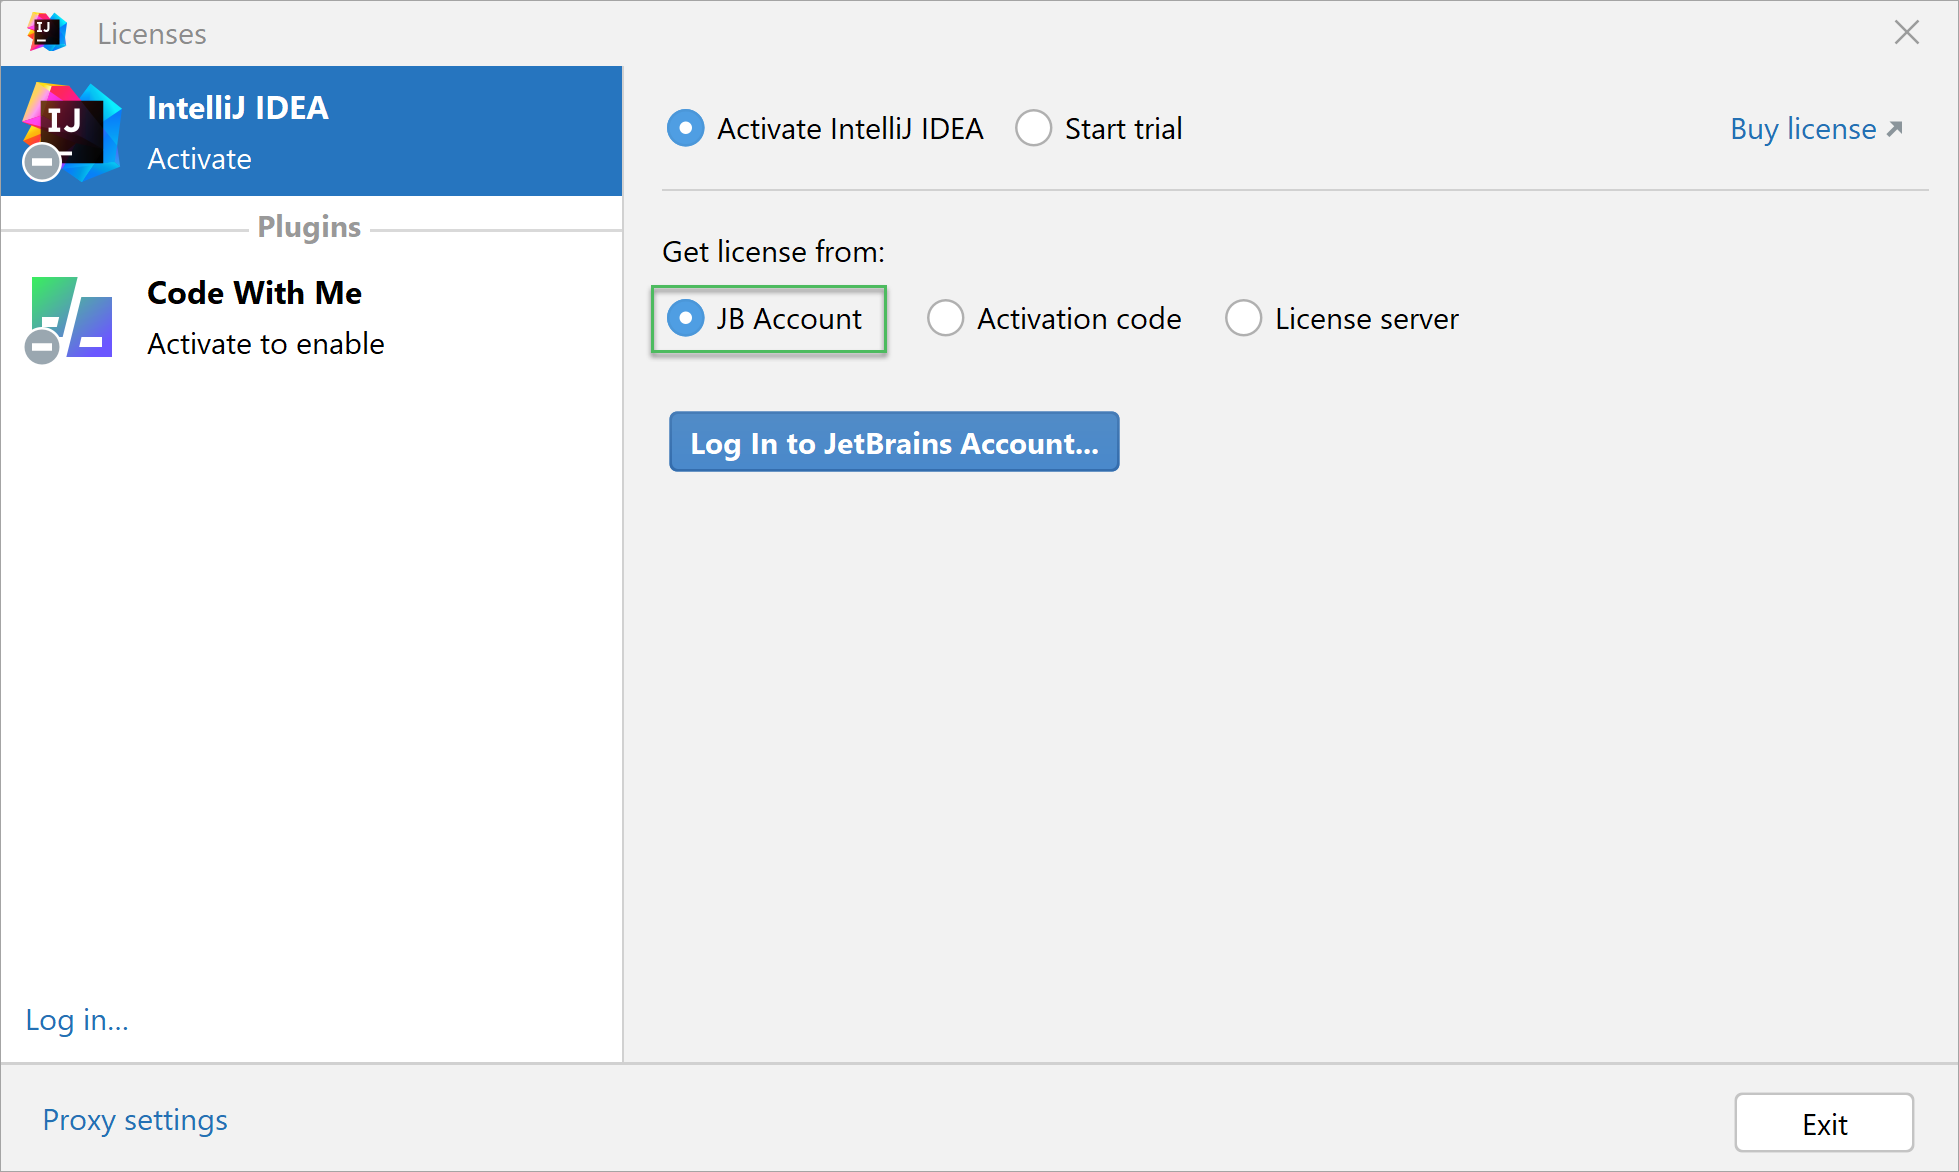 IJ
Licenses
IJ
IntelliJ IDEA
Activate
Plugins
Code With Me
Activate to enable
Log in...
Activate IntelliJ IDEA
Start trial
Buy license
Get license from:
JB Account
Activation code
License server
Log In to JetBrains Account...
Proxy settings
Exit